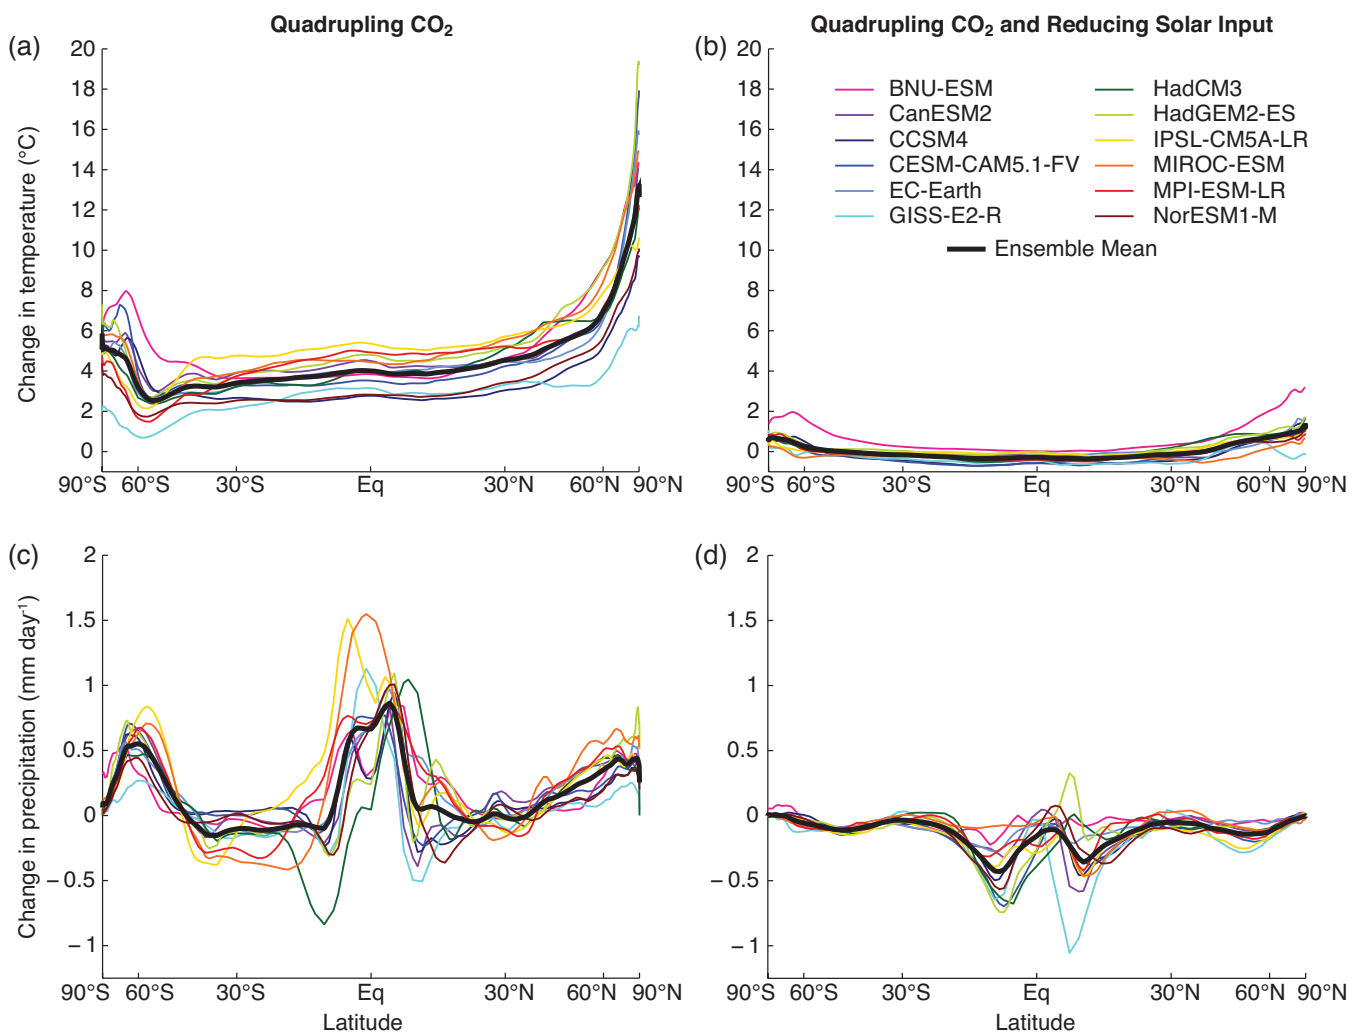 Quadrupling CO₂
Quadrupling CO₂ and Reducing Solar Input
(a)
Change in temperature (°C)
20
18
16
14
12
10
8
6
4
2
0
90°S 60°S 30°S Eq 30°N 60°N 90°N
(b)
20
18
16
14
12
10
8
6
4
2
0
BNU-ESM
CanESM2
CCSM4
CESM-CAM5.1-FV
EC-Earth
GISS-E2-R
HadCM3
HadGEM2-ES
IPSL-CM5A-LR
MIROC-ESM
MPI-ESM-LR
NorESM1-M
Ensemble Mean
90°S 60°S 30°S Eq 30°N 60°N 90°N
(c)
Change in precipitation (mm day⁻¹)
2
1.5
1
0.5
0
−0.5
−1
90°S 60°S 30°S Eq 30°N 60°N 90°N
Latitude
(d)
2
1.5
1
0.5
0
−0.5
−1
90°S 60°S 30°S Eq 30°N 60°N 90°N
Latitude